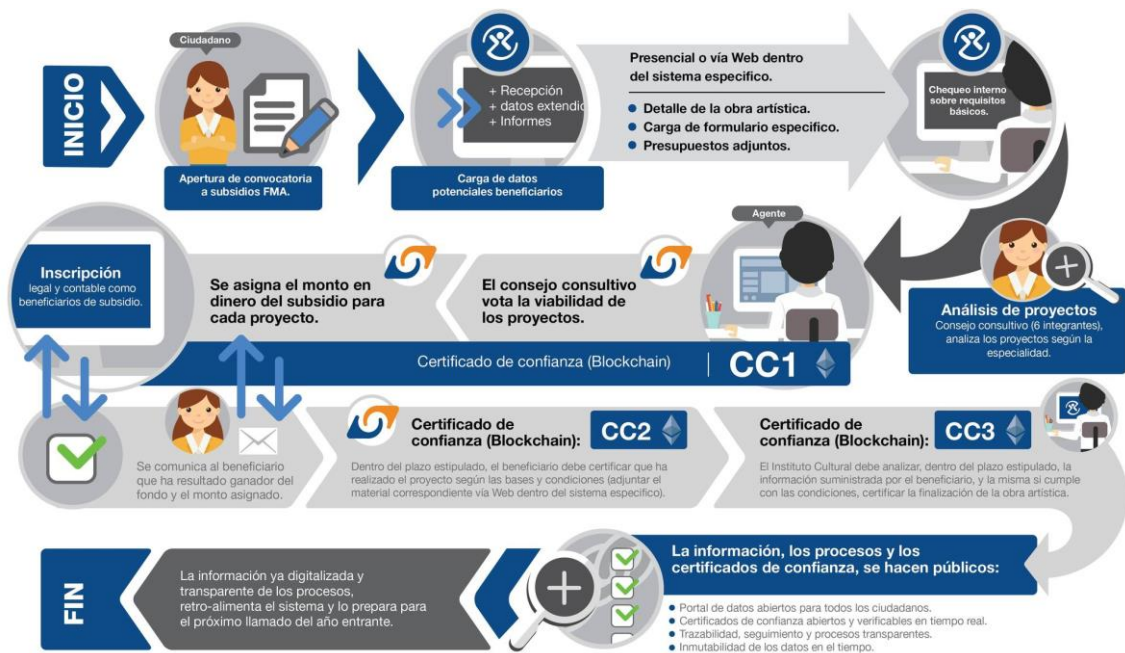 INICIO
Ciudadano
Apertura de convocatoria
a subsidios FMA.
+ Recepción
+ datos extendid
+ Informes
Carga de datos
potenciales beneficiarios
Presencial o vía Web dentro
del sistema especifico.
Detalle de la obra artística.
Carga de formulario especifico.
Presupuestos adjuntos.
Chequeo interno
sobre requisitos
básicos.
Análisis de proyectos
Consejo consultivo (6 integrantes),
analiza los proyectos según la
especialidad.
Agente
El consejo consultivo
vota la viabilidad de
los proyectos.
Se asigna el monto en
dinero del subsidio para
cada proyecto.
Inscripción
legal y contable como
beneficiarios de subsidio.
Certificado de confianza (Blockchain)
CC1
Se comunica al beneficiario
que ha resultado ganador del
fondo y el monto asignado.
Certificado de
confianza (Blockchain):
CC2
Dentro del plazo estipulado, el beneficiario debe certificar que ha
realizado el proyecto según las bases y condiciones (adjuntar el
material correspondiente vía Web dentro del sistema especifico).
Certificado de
confianza (Blockchain):
CC3
El Instituto Cultural debe analizar, dentro del plazo estipulado, la
información suministrada por el beneficiario, y la misma si cumple
con las condiciones, certificar la finalización de la obra artística.
La información, los procesos y los
certificados de confianza, se hacen públicos:
Portal de datos abiertos para todos los ciudadanos.
Certificados de confianza abiertos y verificables en tiempo real.
Trazabilidad, seguimiento y procesos transparentes.
Inmutabilidad de los datos en el tiempo.
La información ya digitalizada y
transparente de los procesos,
retro-alimenta el sistema y lo prepara para
el próximo llamado del año entrante.
FIN